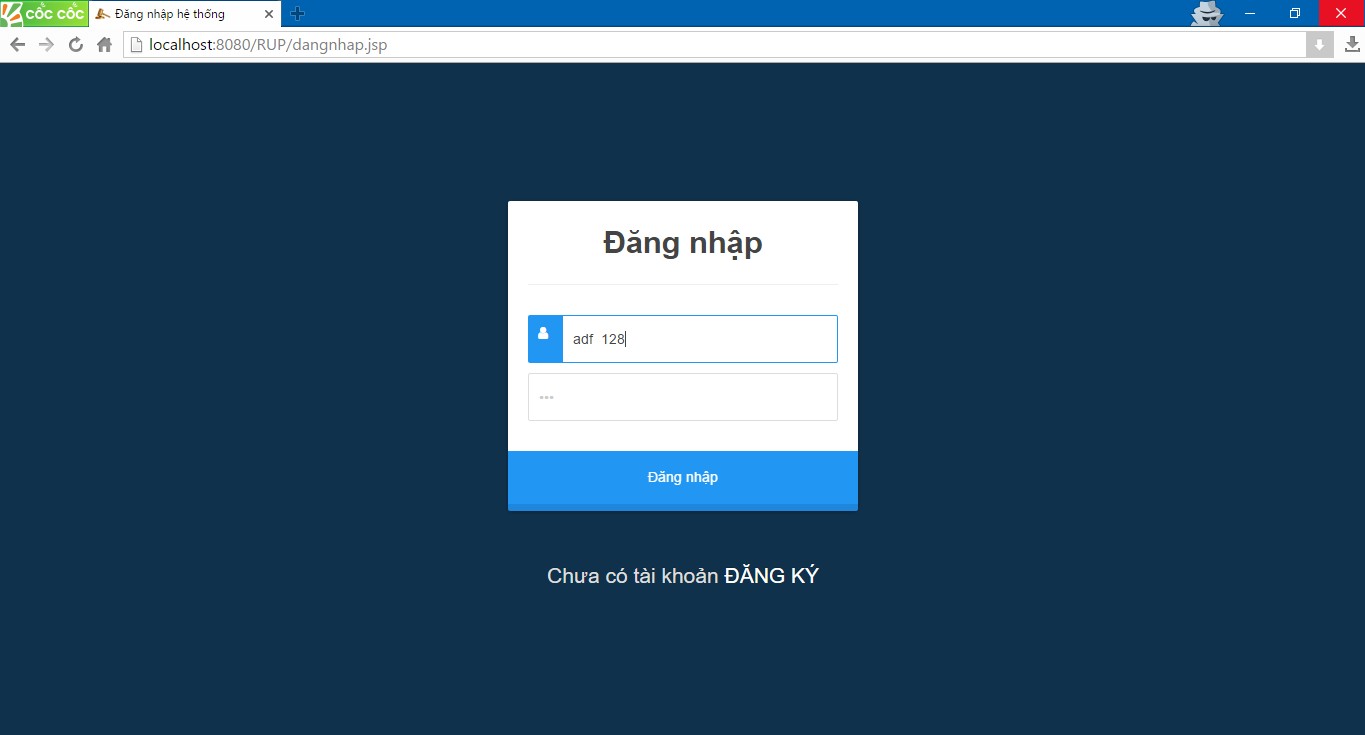 cốc cốc
Đăng nhập hệ thống
localhost:8080/RUP/dangnhap.jsp
Đăng nhập
adf  128
•••
Đăng nhập
Chưa có tài khoản ĐĂNG KÝ